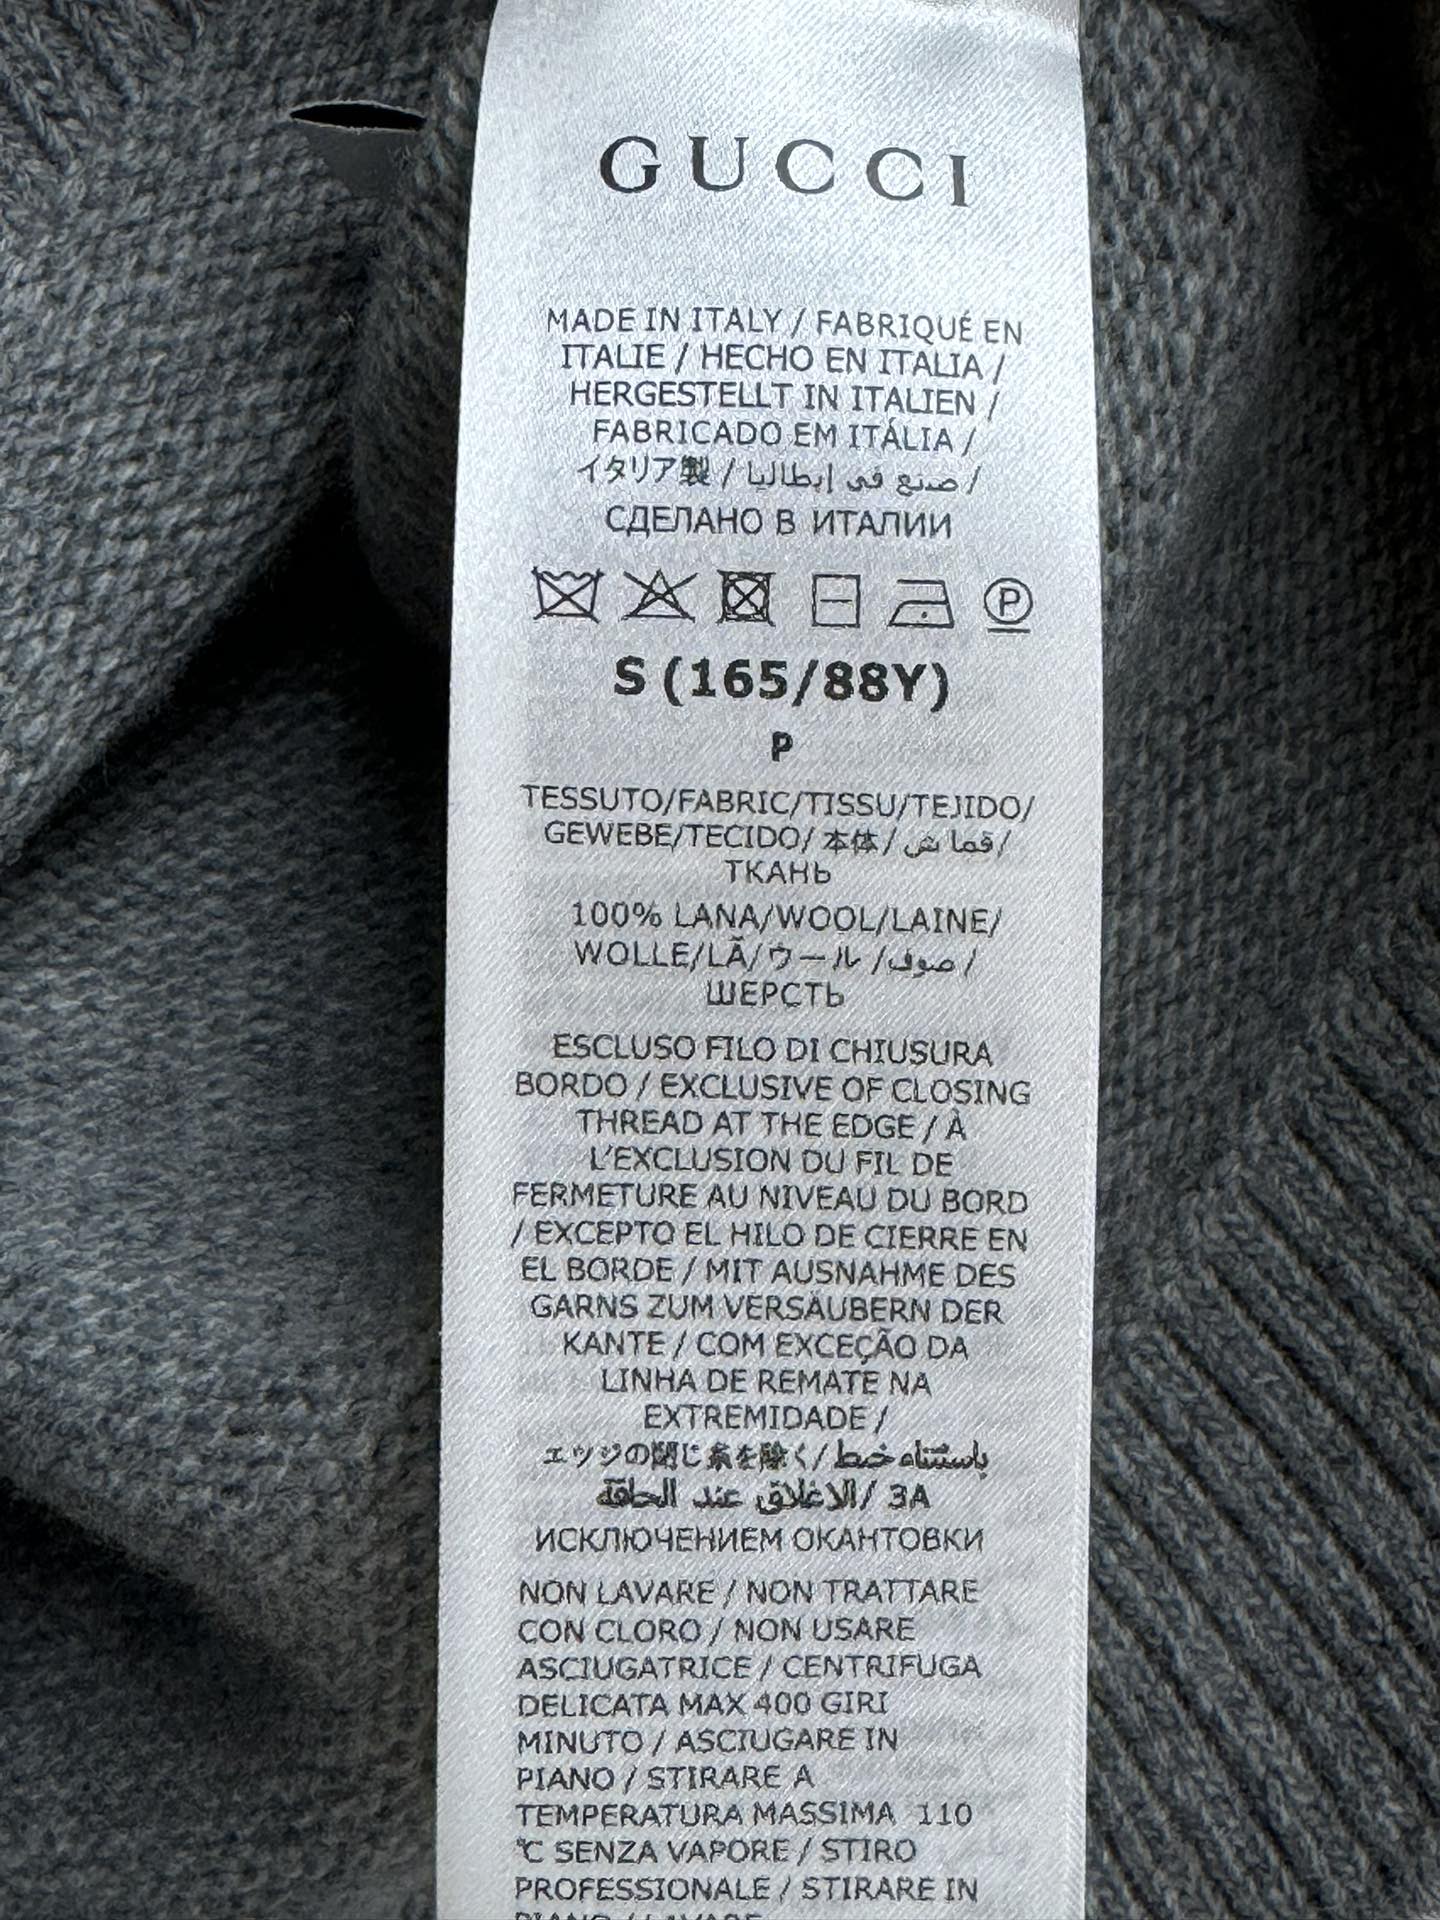 GUCCI
MADE IN ITALY / FABRIQUÉ EN
ITALIE / HECHO EN ITALIA /
HERGESTELLT IN ITALIEN /
FABRICADO EM ITÁLIA /
イタリア製 / صنع في إيطاليا /
СДЕЛАНО В ИТАЛИИ
P
S (165/88Y)
P
TESSUTO/FABRIC/TISSU/TEJIDO/
GEWEBE/TECIDO/ 本体/ قماش/
ТКАНЬ
100% LANA/WOOL/LAINE/
WOLLE/LÃ/ウール /صوف/
ШЕРСТЬ
ESCLUSO FILO DI CHIUSURA
BORDO / EXCLUSIVE OF CLOSING
THREAD AT THE EDGE / À
L'EXCLUSION DU FIL DE
FERMETURE AU NIVEAU DU BORD
/ EXCEPTO EL HILO DE CIERRE EN
EL BORDE / MIT AUSNAHME DES
GARNS ZUM VERSÄUBERN DER
KANTE / COM EXCEÇÃO DA
LINHA DE REMATE NA
EXTREMIDADE /
エッジの閉じ糸を除く/ باستثناء خيط
الاغلاق عند الحافة/ ЗА
ИСКЛЮЧЕНИЕМ ОКАНТОВКИ
NON LAVARE / NON TRATTARE
CON CLORO / NON USARE
ASCIUGATRICE / CENTRIFUGA
DELICATA MAX 400 GIRI
MINUTO / ASCIUGARE IN
PIANO / STIRARE A
TEMPERATURA MASSIMA 110
°C SENZA VAPORE / STIRO
PROFESSIONALE / STIRARE IN